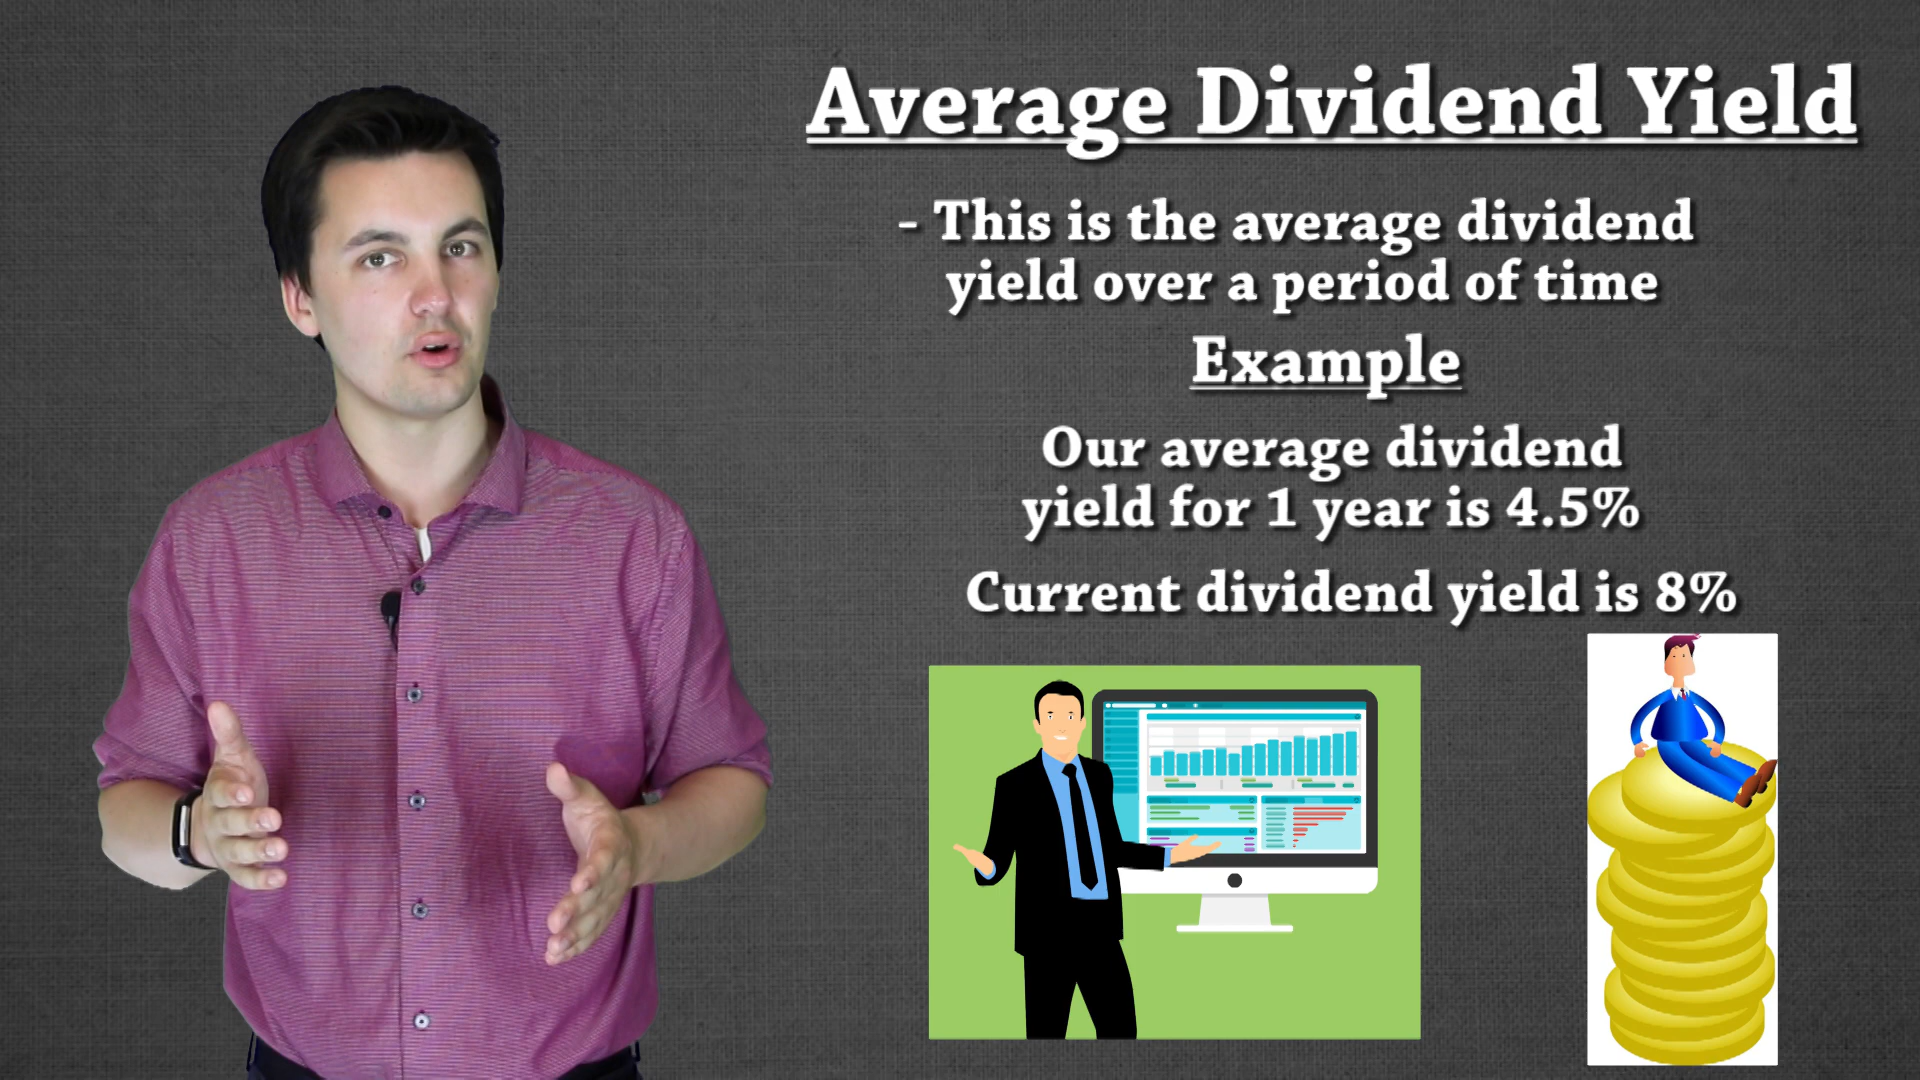 Average Dividend Yield
- This is the average dividend
yield over a period of time
Example
Our average dividend
yield for 1 year is 4.5%
Current dividend yield is 8%